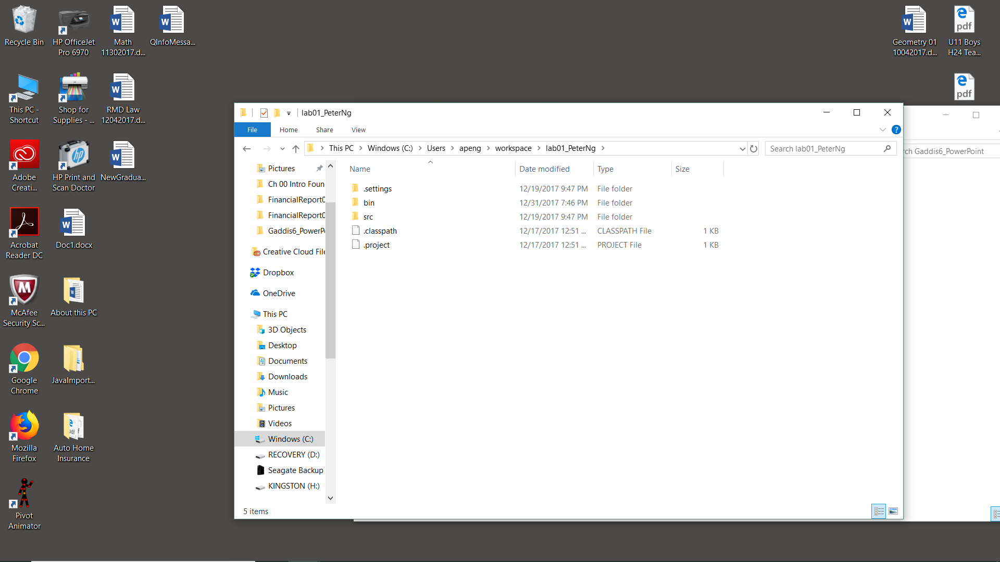 Recycle Bin
HP OfficeJet
Pro 6970
Math
11302017.d...
QInfoMessa...
Geometry 01
10042017.d...
pdf
U11 Boys
H24 Tea...
This PC -
Shortcut
Shop for
Supplies - ...
RMD Law
12042017.d...
pdf
Adobe
Creati...
HP Print and
Scan Doctor
NewGradua...
Acrobat
Reader DC
Doc1.docx
McAfee
Security Sc...
About this PC
Google
Chrome
JavaImport...
Mozilla
Firefox
Auto Home
Insurance
Pivot
Animator
lab01_PeterNg
File
Home
Share
View
This PC
Windows (C:)
Users
apeng
workspace
lab01_PeterNg
Search lab01_PeterNg
Gaddis6_PowerPoint
Pictures
Ch 00 Intro Foun
FinancialReport0
FinancialReport0
Gaddis6_PowerPo
Creative Cloud File
Dropbox
OneDrive
This PC
3D Objects
Desktop
Documents
Downloads
Music
Pictures
Videos
Windows (C:)
RECOVERY (D:)
Seagate Backup
KINGSTON (H:)
Name Date modified Type Size
.settings 12/19/2017 9:47 PM File folder
bin 12/31/2017 7:46 PM File folder
src 12/19/2017 9:47 PM File folder
.classpath 12/17/2017 12:51 ... CLASSPATH File 1 KB
.project 12/17/2017 12:51 ... PROJECT File 1 KB
5 items